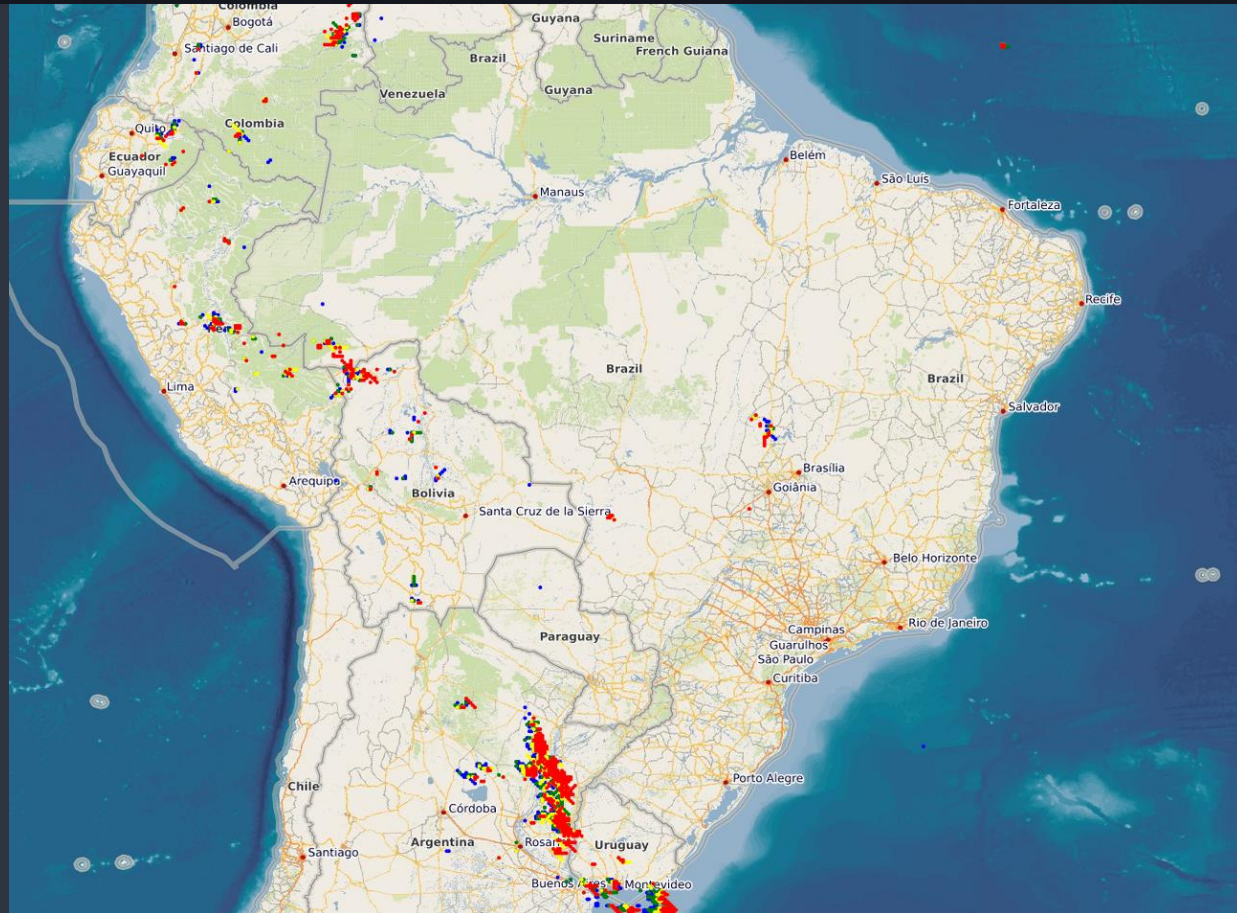 Colombia
Bogotá
Guyana
Suriname
French Guiana
Santiago de Cali
Brazil
Venezuela
Guyana
Colombia
Quito
Ecuador
Guayaquil
Belém
São Luís
Manaus
Fortaleza
Recife
Lima
Brazil
Brazil
Salvador
Brasília
Arequipa
Goiânia
Bolivia
Santa Cruz de la Sierra
Belo Horizonte
Rio de Janeiro
Campinas
Paraguay
Guarulhos
São Paulo
Curitiba
Porto Alegre
Chile
Córdoba
Argentina
Uruguay
Santiago
Montevideo